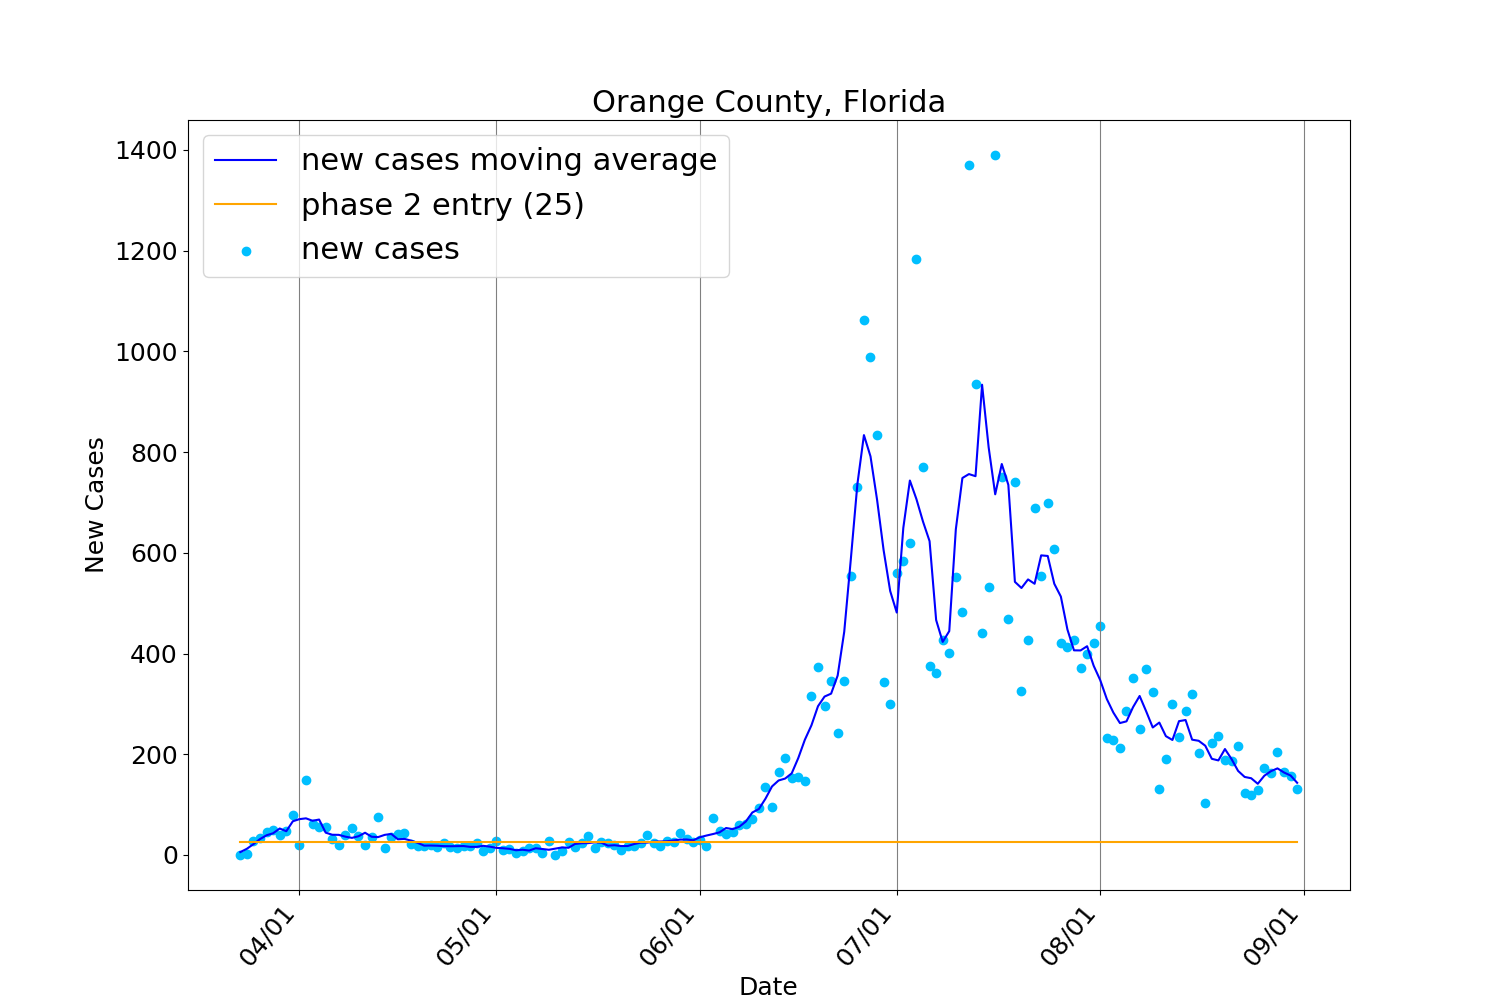 Orange County, Florida
new cases moving average
phase 2 entry (25)
new cases
1400
1200
1000
800
600
400
200
0
New Cases
04/01
05/01
06/01
07/01
08/01
09/01
Date